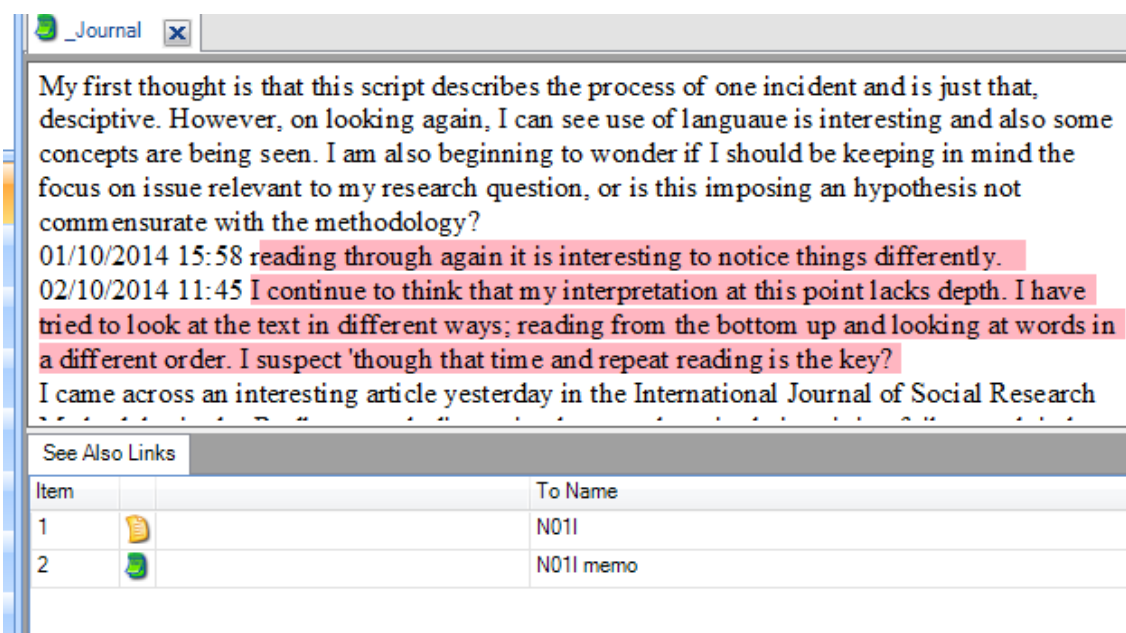 _Journal
My first thought is that this script describes the process of one incident and is just that,
desciptive. However, on looking again, I can see use of languaue is interesting and also some
concepts are being seen. I am also beginning to wonder if I should be keeping in mind the
focus on issue relevant to my research question, or is this imposing an hypothesis not
commensurate with the methodology?
01/10/2014 15:58 reading through again it is interesting to notice things differently.
02/10/2014 11:45 I continue to think that my interpretation at this point lacks depth. I have
tried to look at the text in different ways; reading from the bottom up and looking at words in
a different order. I suspect 'though that time and repeat reading is the key?
I came across an interesting article yesterday in the International Journal of Social Research
See Also Links
Item To Name
1 N01I
2 N01I memo